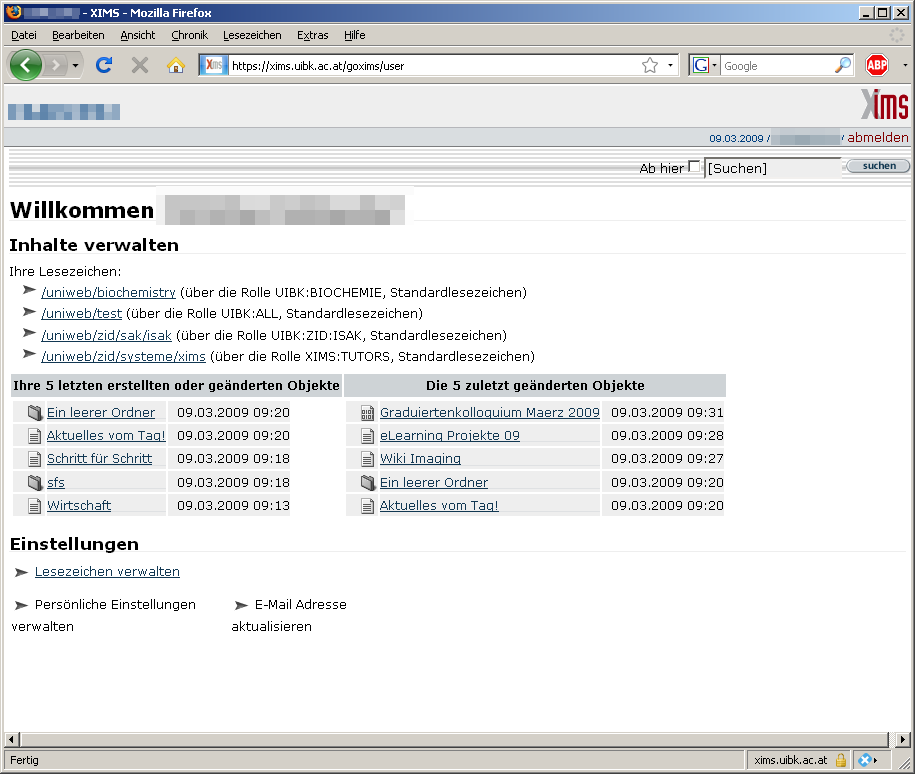 - XIMS - Mozilla Firefox
Datei Bearbeiten Ansicht Chronik Lesezeichen Extras Hilfe
Xims https://xims.uibk.ac.at/goxims/user G Google ABP
Xims
09.03.2009 / / abmelden
Ab hier [Suchen] suchen
Willkommen
Inhalte verwalten
Ihre Lesezeichen:
/uniweb/biochemistry (über die Rolle UIBK:BIOCHEMIE, Standardlesezeichen)
/uniweb/test (über die Rolle UIBK:ALL, Standardlesezeichen)
/uniweb/zid/sak/isak (über die Rolle UIBK:ZID:ISAK, Standardlesezeichen)
/uniweb/zid/systeme/xims (über die Rolle XIMS:TUTORS, Standardlesezeichen)
Ihre 5 letzten erstellten oder geänderten Objekte Die 5 zuletzt geänderten Objekte
Ein leerer Ordner 09.03.2009 09:20 Graduiertenkolloquium Maerz 2009 09.03.2009 09:31
Aktuelles vom Tag! 09.03.2009 09:20 eLearning Projekte 09 09.03.2009 09:28
Schritt für Schritt 09.03.2009 09:18 Wiki Imaging 09.03.2009 09:27
sfs 09.03.2009 09:18 Ein leerer Ordner 09.03.2009 09:20
Wirtschaft 09.03.2009 09:13 Aktuelles vom Tag! 09.03.2009 09:20
Einstellungen
Lesezeichen verwalten
Persönliche Einstellungen E-Mail Adresse
verwalten aktualisieren
Fertig xims.uibk.ac.at